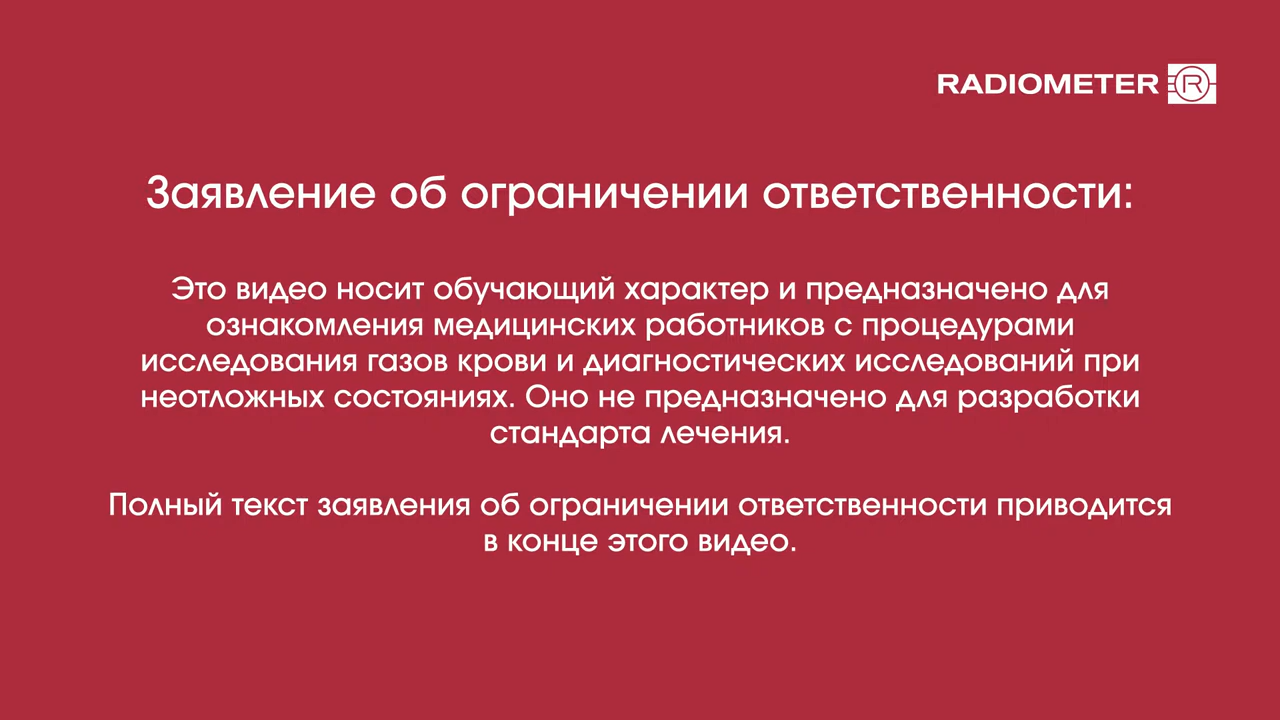 RADIOMETER R
Заявление об ограничении ответственности:
Это видео носит обучающий характер и предназначено для
ознакомления медицинских работников с процедурами
исследования газов крови и диагностических исследований при
неотложных состояниях. Оно не предназначено для разработки
стандарта лечения.
Полный текст заявления об ограничении ответственности приводится
в конце этого видео.